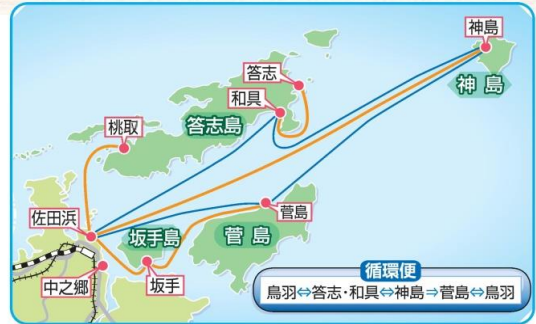 神島
神島
答志
和具
答志島
桃取
佐田浜
坂手島
菅島
菅島
中之郷
坂手
循環便
鳥羽⇔答志・和具⇔神島⇒菅島⇔鳥羽